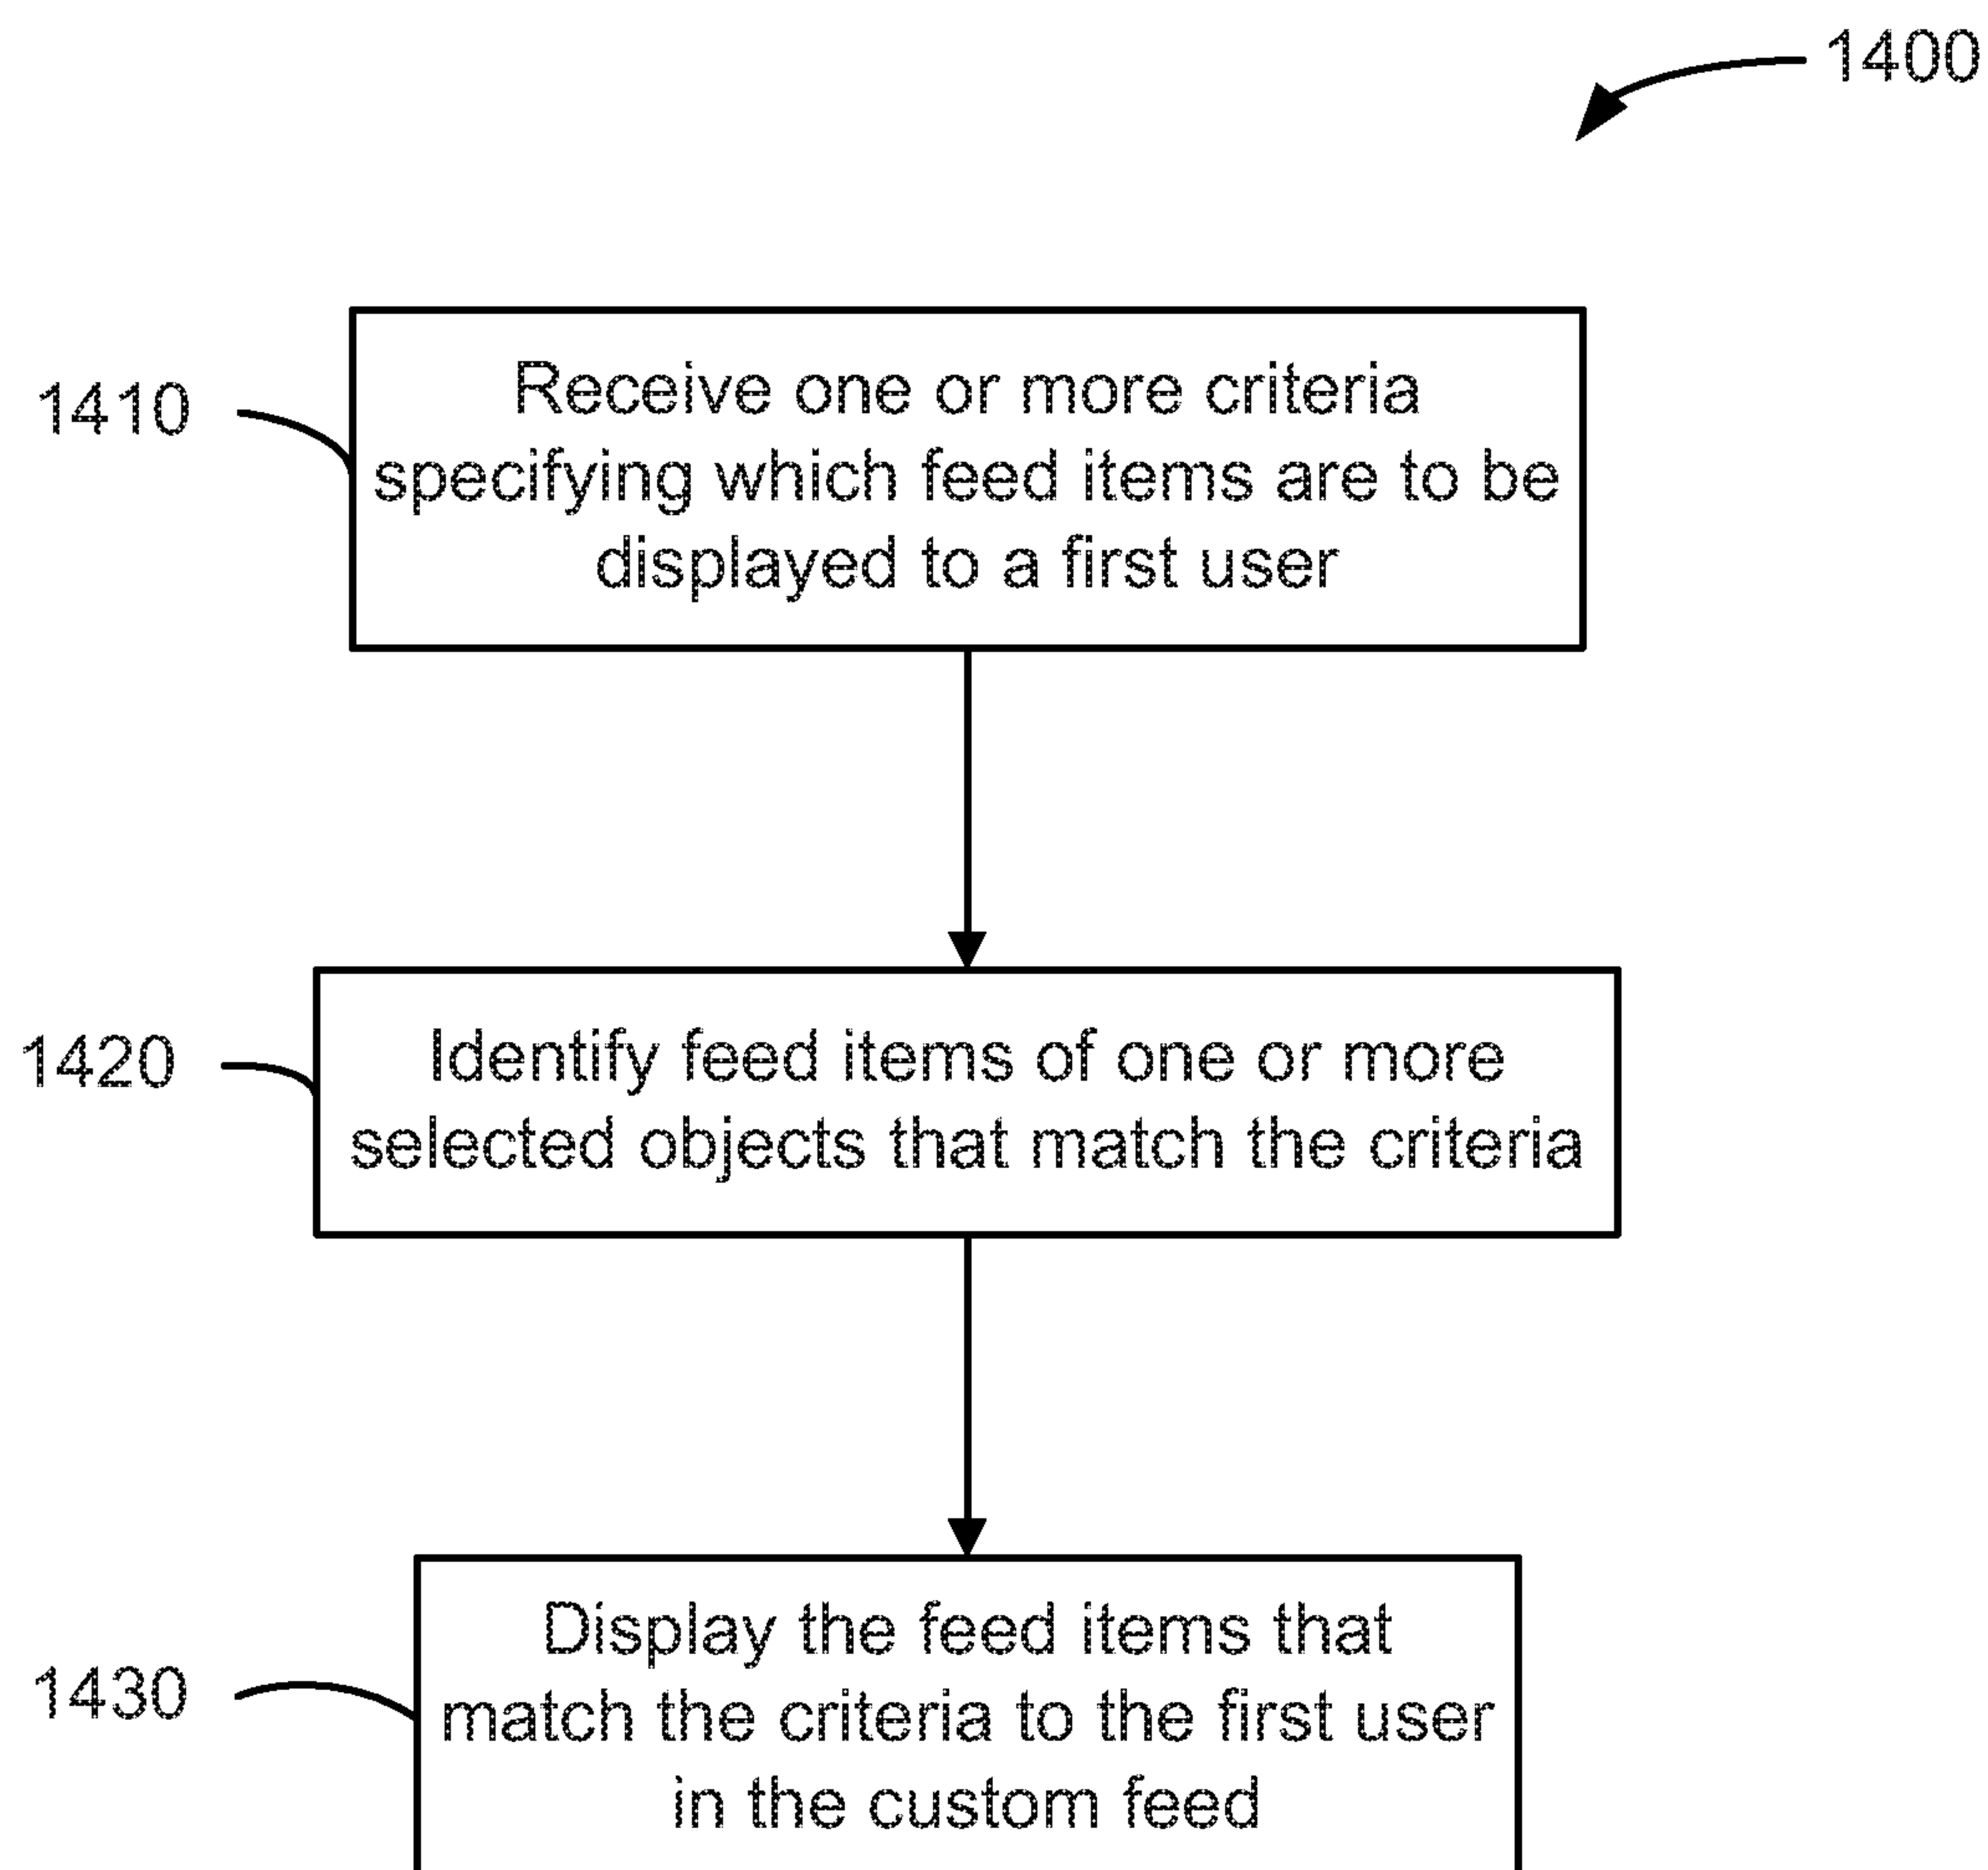 1400
1410
Receive one or more criteria
specifying which feed items are to be
displayed to a first user
1420
Identify feed items of one or more
selected objects that match the criteria
1430
Display the feed items that
match the criteria to the first user
in the custom feed